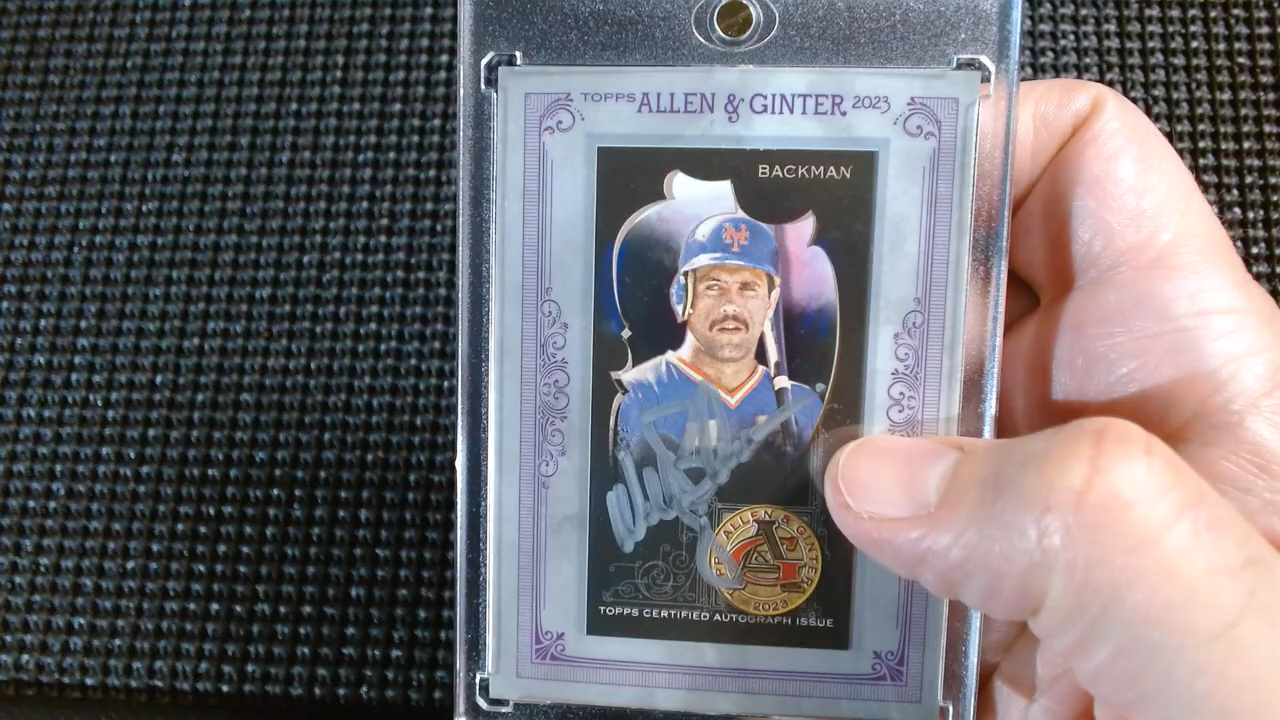 TOPPS ALLEN & GINTER 2023
BACKMAN
ALLEN & GINTER
2023
TOPPS CERTIFIED AUTOGRAPH ISSUE